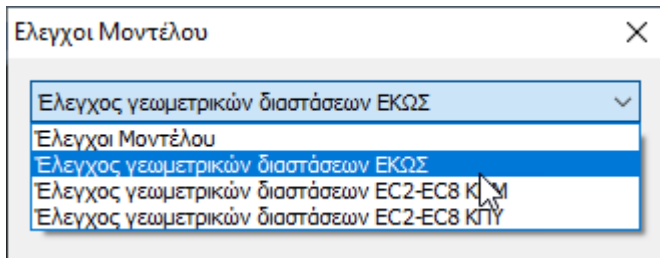 Ελεγχοι Μοντέλου
Έλεγχος γεωμετρικών διαστάσεων ΕΚΩΣ
Έλεγχοι Μοντέλου
Έλεγχος γεωμετρικών διαστάσεων ΕΚΩΣ
Έλεγχος γεωμετρικών διαστάσεων EC2-EC8
Έλεγχος γεωμετρικών διαστάσεων EC2-EC8 ΚΠΥ